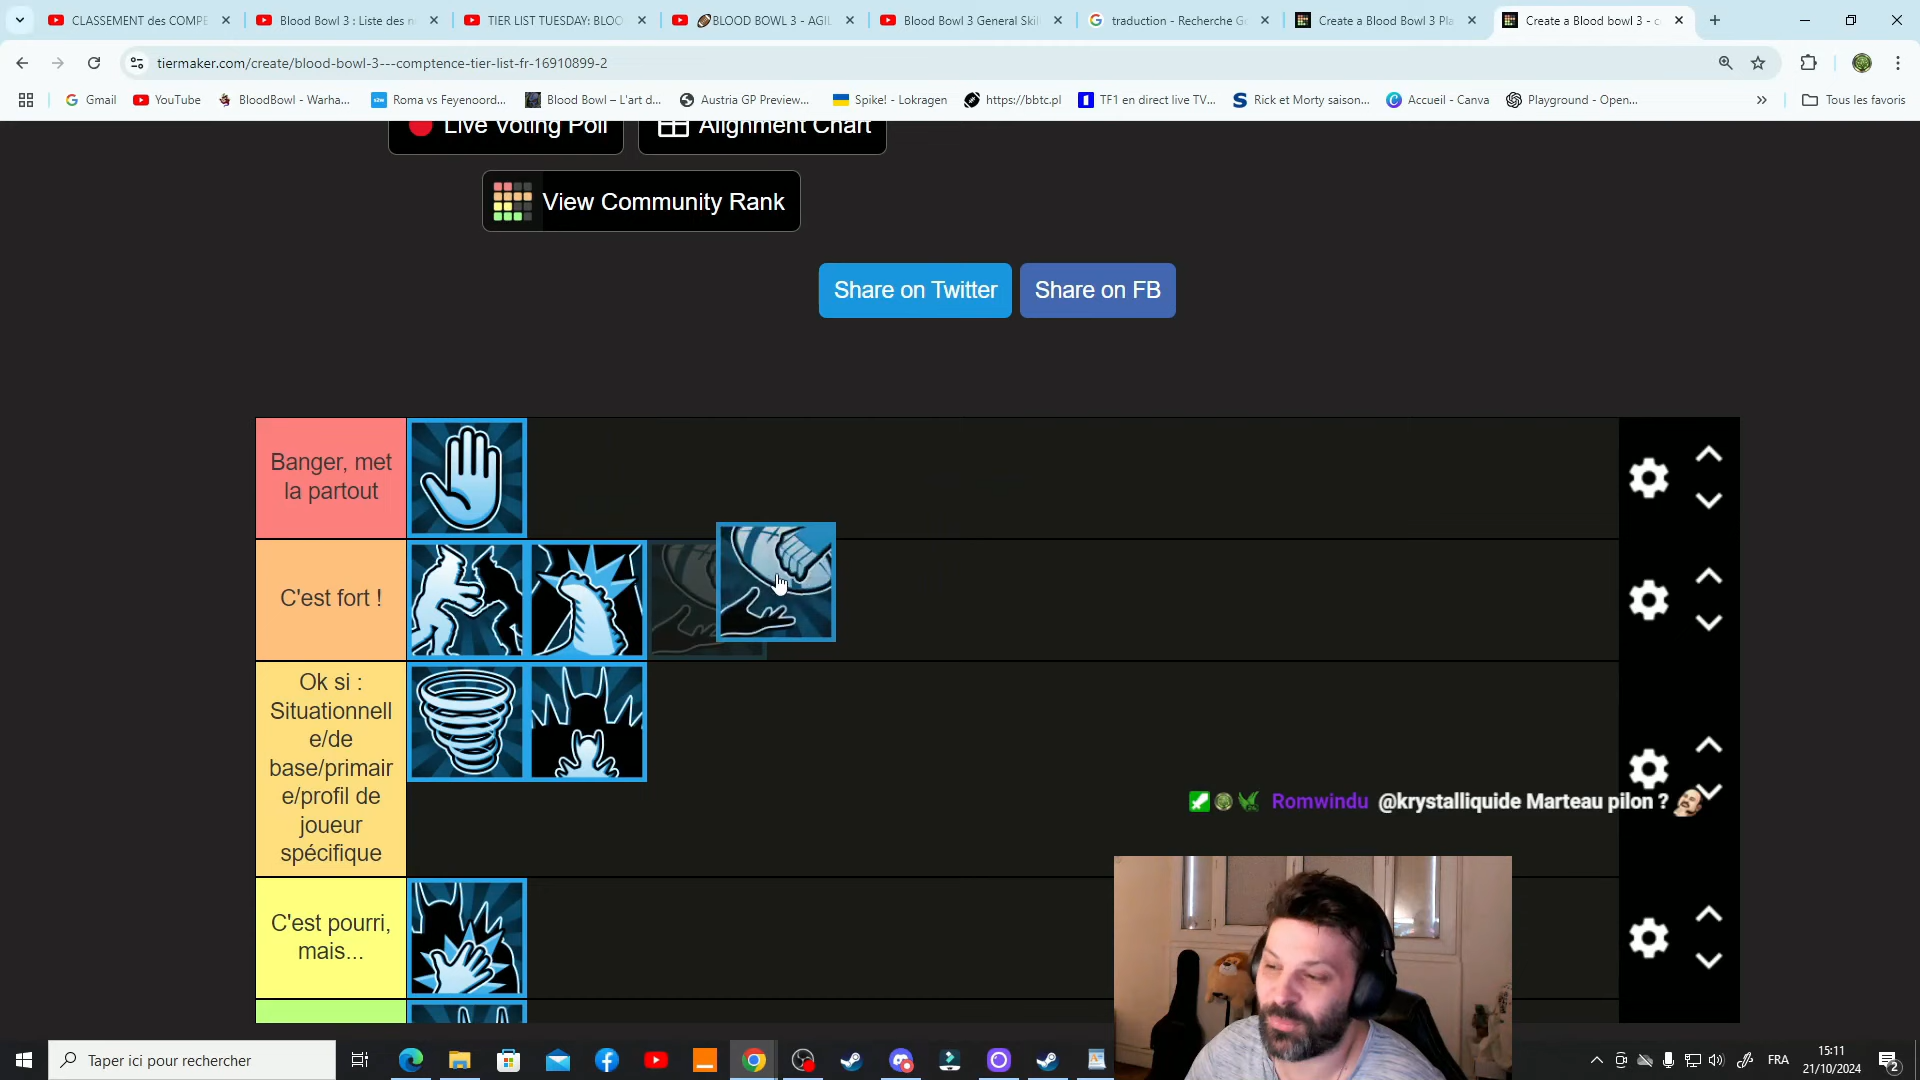 CLASSEMENT des COMPE
Blood Bowl 3 : Liste des n
TIER LIST TUESDAY: BLOO
🏈BLOOD BOWL 3 - AGIL
Blood Bowl 3 General Skil
traduction - Recherche G
Create a Blood Bowl 3 Pla
Create a Blood bowl 3 - c
tiermaker.com/create/blood-bowl-3---comptence-tier-list-fr-16910899-2
Gmail
YouTube
BloodBowl - Warha...
Roma vs Feyenoord...
Blood Bowl – L'art d...
Austria GP Preview...
Spike! - Lokragen
https://bbtc.pl
TF1 en direct live TV...
Rick et Morty saison...
Accueil - Canva
Playground - Open...
Tous les favoris
Live Voting Poll
Alignment Chart
View Community Rank
Share on Twitter
Share on FB
Banger, met
la partout
C'est fort !
Ok si :
Situationnell
e/de
base/primair
e/profil de
joueur
spécifique
C'est pourri,
mais...
Romwindu @krystalliquide Marteau pilon ?
Taper ici pour rechercher
FRA
15:11
21/10/2024
2